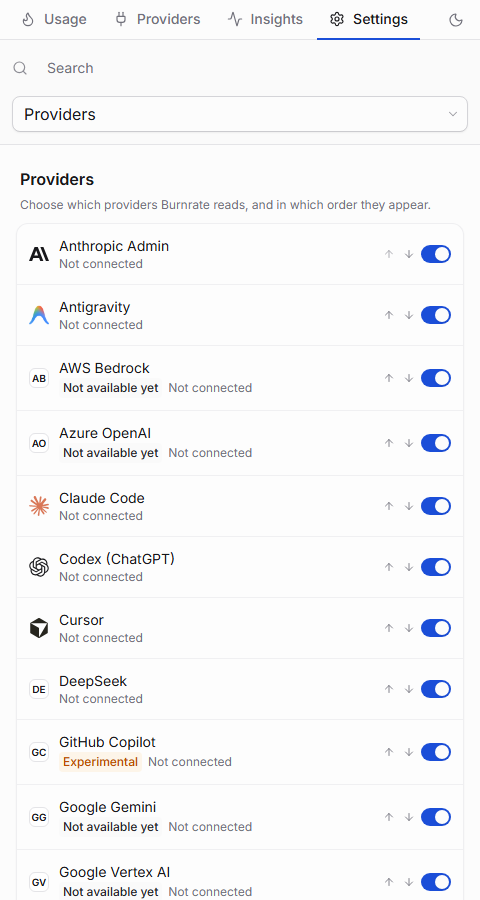 Usage Providers Insights Settings
Search
Providers
Providers
Choose which providers Burnrate reads, and in which order they appear.
Anthropic Admin
Not connected
Antigravity
Not connected
AB
AWS Bedrock
Not available yet Not connected
AO
Azure OpenAI
Not available yet Not connected
Claude Code
Not connected
Codex (ChatGPT)
Not connected
Cursor
Not connected
DE
DeepSeek
Not connected
GC
GitHub Copilot
Experimental Not connected
GG
Google Gemini
Not available yet Not connected
GV
Google Vertex AI
Not available yet Not connected